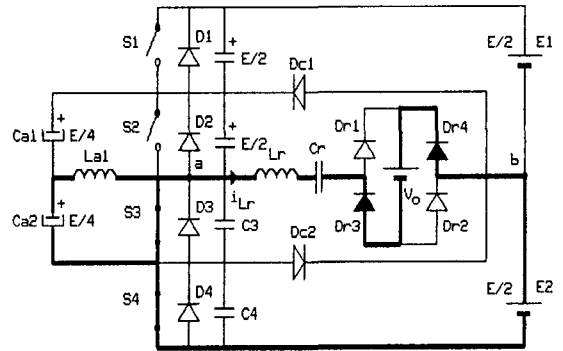 S1
D1
+
E/2
Dc1
E/2
E1
+
Ca1
E/4
S2
D2
+
E/2
La1
a
Lr
Cr
Dr1
Dr4
b
+
Ca2
E/4
S3
D3
iLr
C3
Vo
Dr3
Dr2
Dc2
S4
D4
C4
E/2
E2